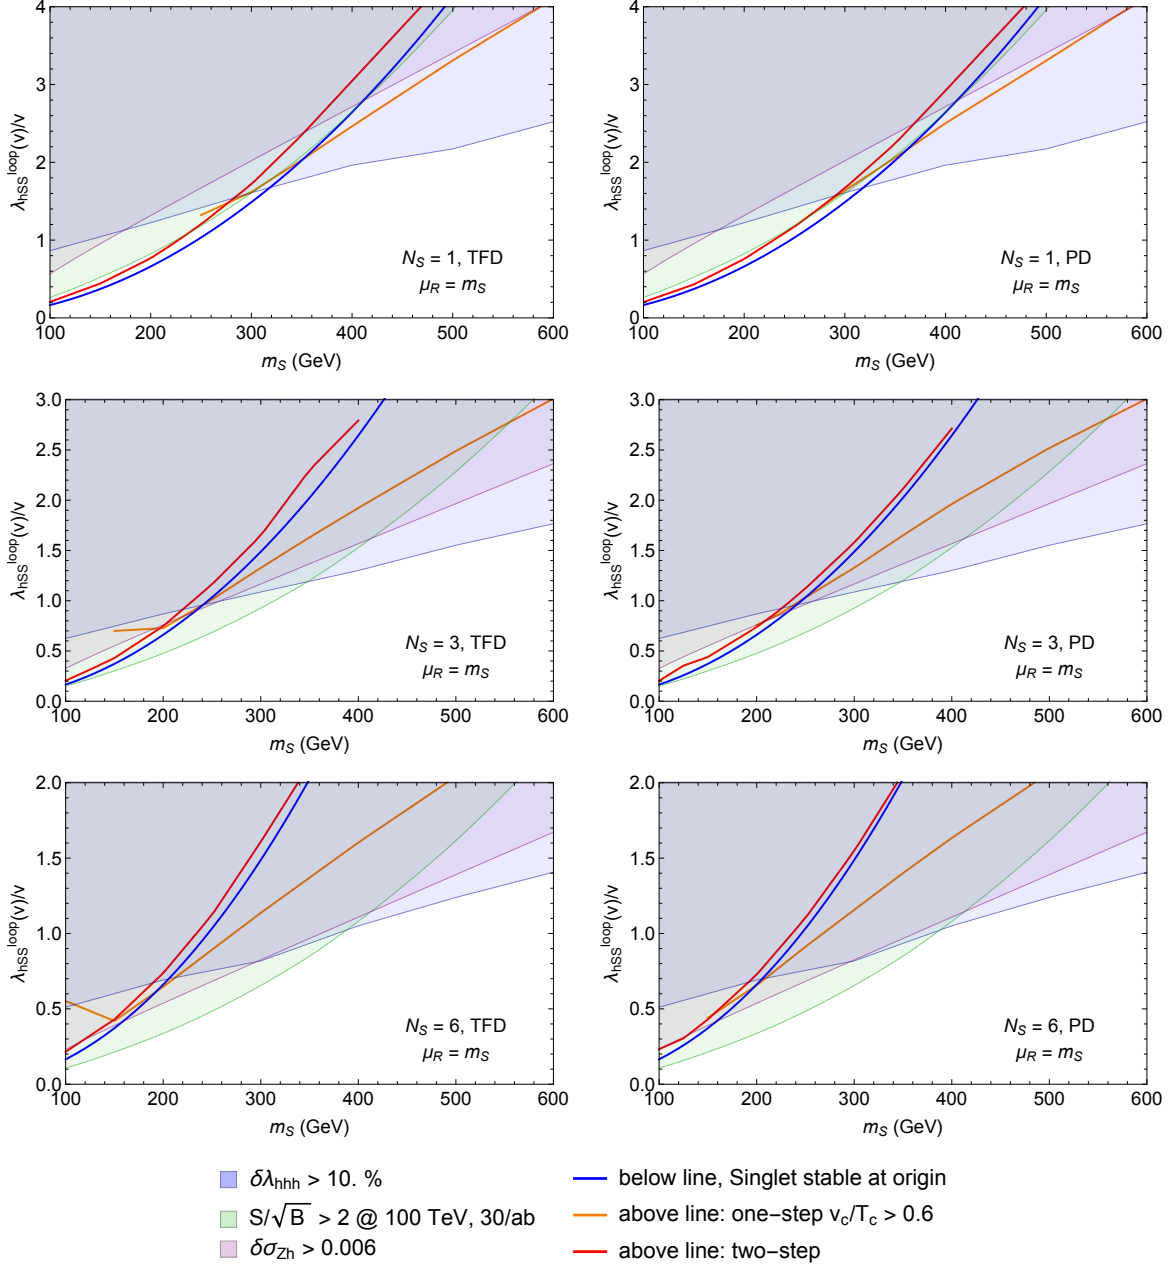 4
3
2
1
0
100 200 300 400 500 600
λhSS^loop(v)/v
NS = 1, TFD
μR = mS
mS (GeV)
4
3
2
1
0
100 200 300 400 500 600
λhSS^loop(v)/v
NS = 1, PD
μR = mS
mS (GeV)
3.0
2.5
2.0
1.5
1.0
0.5
0.0
100 200 300 400 500 600
λhSS^loop(v)/v
NS = 3, TFD
μR = mS
mS (GeV)
3.0
2.5
2.0
1.5
1.0
0.5
0.0
100 200 300 400 500 600
λhSS^loop(v)/v
NS = 3, PD
μR = mS
mS (GeV)
2.0
1.5
1.0
0.5
0.0
100 200 300 400 500 600
λhSS^loop(v)/v
NS = 6, TFD
μR = mS
mS (GeV)
2.0
1.5
1.0
0.5
0.0
100 200 300 400 500 600
λhSS^loop(v)/v
NS = 6, PD
μR = mS
mS (GeV)
δλhhh > 10. %
S/√B > 2 @ 100 TeV, 30/ab
δσZh > 0.006
below line, Singlet stable at origin
above line: one−step vc/Tc > 0.6
above line: two−step